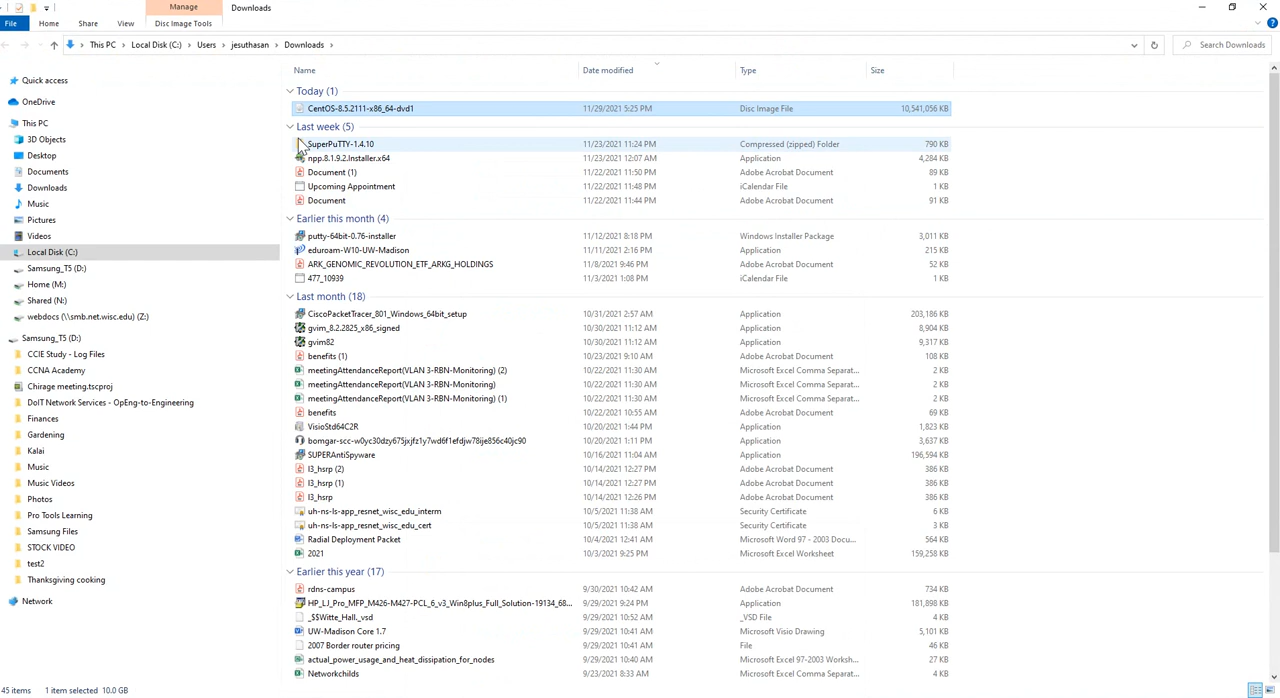 Manage
Downloads
File
Home
Share
View
Disc Image Tools
This PC
Local Disk (C:)
Users
jesuthasan
Downloads
Search Downloads
Name
Date modified
Type
Size
Quick access
OneDrive
This PC
3D Objects
Desktop
Documents
Downloads
Music
Pictures
Videos
Local Disk (C:)
Samsung_T5 (D:)
Home (M:)
Shared (N:)
webdocs (\\smb.net.wisc.edu) (Z:)
Samsung_T5 (D:)
CCIE Study - Log Files
CCNA Academy
Chirage meeting.tscproj
DoIT Network Services - OpEng-to-Engineering
Finances
Gardening
Kalai
Music
Music Videos
Photos
Pro Tools Learning
Samsung Files
STOCK VIDEO
test2
Thanksgiving cooking
Network
Today (1)
CentOS-8.5.2111-x86_64-dvd1 11/29/2021 5:25 PM Disc Image File 10,541,056 KB
Last week (5)
SuperPuTTY-1.4.10 11/23/2021 11:24 PM Compressed (zipped) Folder 790 KB
npp.8.1.9.2.Installer.x64 11/23/2021 12:07 AM Application 4,284 KB
Document (1) 11/22/2021 11:50 PM Adobe Acrobat Document 89 KB
Upcoming Appointment 11/22/2021 11:48 PM iCalendar File 1 KB
Document 11/22/2021 11:44 PM Adobe Acrobat Document 91 KB
Earlier this month (4)
putty-64bit-0.76-installer 11/12/2021 8:18 PM Windows Installer Package 3,011 KB
eduroam-W10-UW-Madison 11/11/2021 2:16 PM Application 215 KB
ARK_GENOMIC_REVOLUTION_ETF_ARKG_HOLDINGS 11/8/2021 9:46 PM Adobe Acrobat Document 52 KB
477_10939 11/3/2021 1:08 PM iCalendar File 1 KB
Last month (18)
CiscoPacketTracer_801_Windows_64bit_setup 10/31/2021 2:57 AM Application 203,186 KB
gvim_8.2.2825_x86_signed 10/30/2021 11:12 AM Application 8,904 KB
gvim82 10/30/2021 11:12 AM Application 9,317 KB
benefits (1) 10/23/2021 9:10 AM Adobe Acrobat Document 108 KB
meetingAttendanceReport(VLAN 3-RBN-Monitoring) (2) 10/22/2021 11:30 AM Microsoft Excel Comma Separat... 2 KB
meetingAttendanceReport(VLAN 3-RBN-Monitoring) 10/22/2021 11:30 AM Microsoft Excel Comma Separat... 2 KB
meetingAttendanceReport(VLAN 3-RBN-Monitoring) (1) 10/22/2021 11:30 AM Microsoft Excel Comma Separat... 2 KB
benefits 10/22/2021 10:55 AM Adobe Acrobat Document 69 KB
VisioStd64C2R 10/20/2021 1:44 PM Application 1,823 KB
bomgar-scc-w0yc30dzy675jxjfz1y7wd6f1efdjw78ije856c40jc90 10/20/2021 1:11 PM Application 3,637 KB
SUPERAntiSpyware 10/16/2021 11:04 AM Application 196,594 KB
l3_hsrp (2) 10/14/2021 12:27 PM Adobe Acrobat Document 386 KB
l3_hsrp (1) 10/14/2021 12:27 PM Adobe Acrobat Document 386 KB
l3_hsrp 10/14/2021 12:26 PM Adobe Acrobat Document 386 KB
uh-ns-ls-app_resnet_wisc_edu_interm 10/5/2021 11:38 AM Security Certificate 6 KB
uh-ns-ls-app_resnet_wisc_edu_cert 10/5/2021 11:38 AM Security Certificate 3 KB
Radial Deployment Packet 10/4/2021 12:41 AM Microsoft Word 97 - 2003 Docu... 564 KB
2021 10/3/2021 9:25 PM Microsoft Excel Worksheet 159,258 KB
Earlier this year (17)
rdns-campus 9/30/2021 10:42 AM Adobe Acrobat Document 734 KB
HP_LJ_Pro_MFP_M426-M427-PCL_6_v3_Win8plus_Full_Solution-19134_68... 9/29/2021 9:24 PM Application 181,898 KB
_$$Witte_Hall._vsd 9/29/2021 10:52 AM _VSD File 4 KB
UW-Madison Core 1.7 9/29/2021 10:41 AM Microsoft Visio Drawing 5,101 KB
2007 Border router pricing 9/29/2021 10:41 AM File 46 KB
actual_power_usage_and_heat_dissipation_for_nodes 9/29/2021 10:40 AM Microsoft Excel 97-2003 Worksh... 27 KB
Networkchilds 9/23/2021 8:33 AM Microsoft Excel Worksheet 4 KB
45 items 1 item selected 10.0 GB